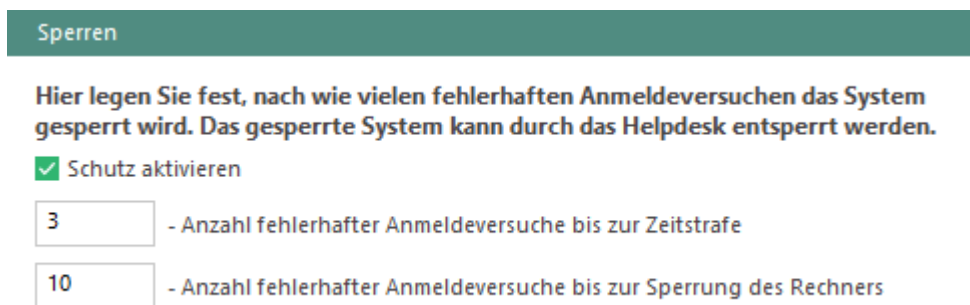 Sperren
Hier legen Sie fest, nach wie vielen fehlerhaften Anmeldeversuchen das System
gesperrt wird. Das gesperrte System kann durch das Helpdesk entsperrt werden.
Schutz aktivieren
3 - Anzahl fehlerhafter Anmeldeversuche bis zur Zeitstrafe
10 - Anzahl fehlerhafter Anmeldeversuche bis zur Sperrung des Rechners